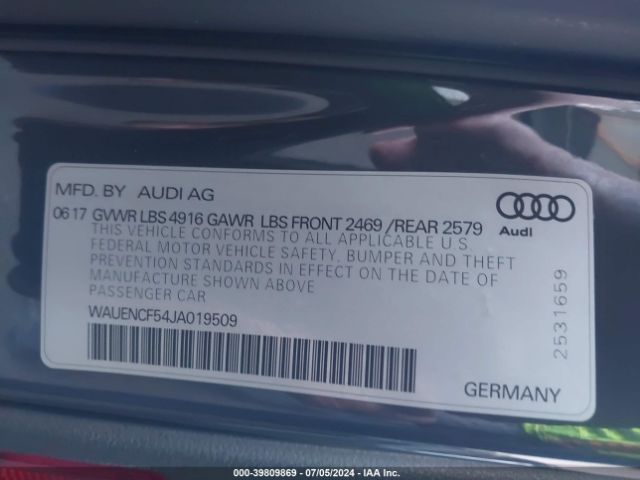 MFD. BY AUDI AG
06 17 GVWR LBS 4916 GAWR LBS FRONT 2469 /REAR 2579
THIS VEHICLE CONFORMS TO ALL APPLICABLE U.S.
FEDERAL MOTOR VEHICLE SAFETY, BUMPER AND THEFT
PREVENTION STANDARDS IN EFFECT ON THE DATE OF
MANUFACTURE SHOWN ABOVE
PASSENGER CAR
WAUENCF54JA019509
Audi
2531659
GERMANY
000-39809869 - 07/05/2024 - IAA Inc.